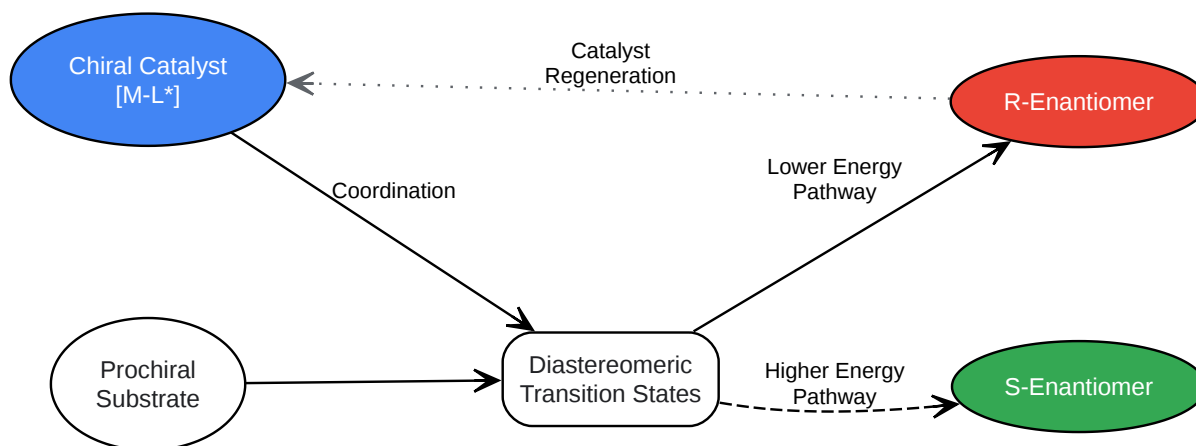 Chiral Catalyst
[M-L*]
Catalyst
Regeneration
R-Enantiomer
Coordination
Lower Energy
Pathway
Prochiral
Substrate
Diastereomeric
Transition States
Higher Energy
Pathway
S-Enantiomer